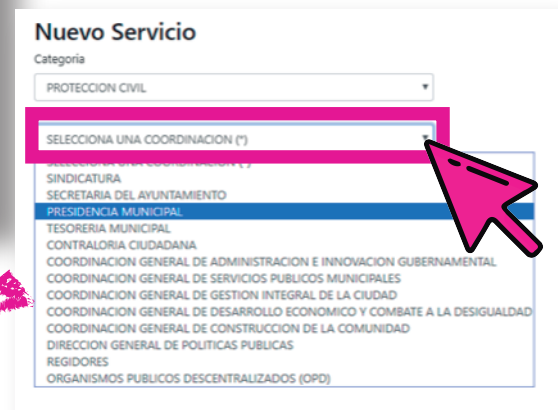 Nuevo Servicio
Categoria
PROTECCION CIVIL
SELECCIONA UNA COORDINACION (*)
SELECCIONA UNA COORDINACION (*)
SINDICATURA
SECRETARIA DEL AYUNTAMIENTO
PRESIDENCIA MUNICIPAL
TESORERIA MUNICIPAL
CONTRALORIA CIUDADANA
COORDINACION GENERAL DE ADMINISTRACION E INNOVACION GUBERNAMENTAL
COORDINACION GENERAL DE SERVICIOS PUBLICOS MUNICIPALES
COORDINACION GENERAL DE GESTION INTEGRAL DE LA CIUDAD
COORDINACION GENERAL DE DESARROLLO ECONOMICO Y COMBATE A LA DESIGUALDAD
COORDINACION GENERAL DE CONSTRUCCION DE LA COMUNIDAD
DIRECCION GENERAL DE POLITICAS PUBLICAS
REGIDORES
ORGANISMOS PUBLICOS DESCENTRALIZADOS (OPD)